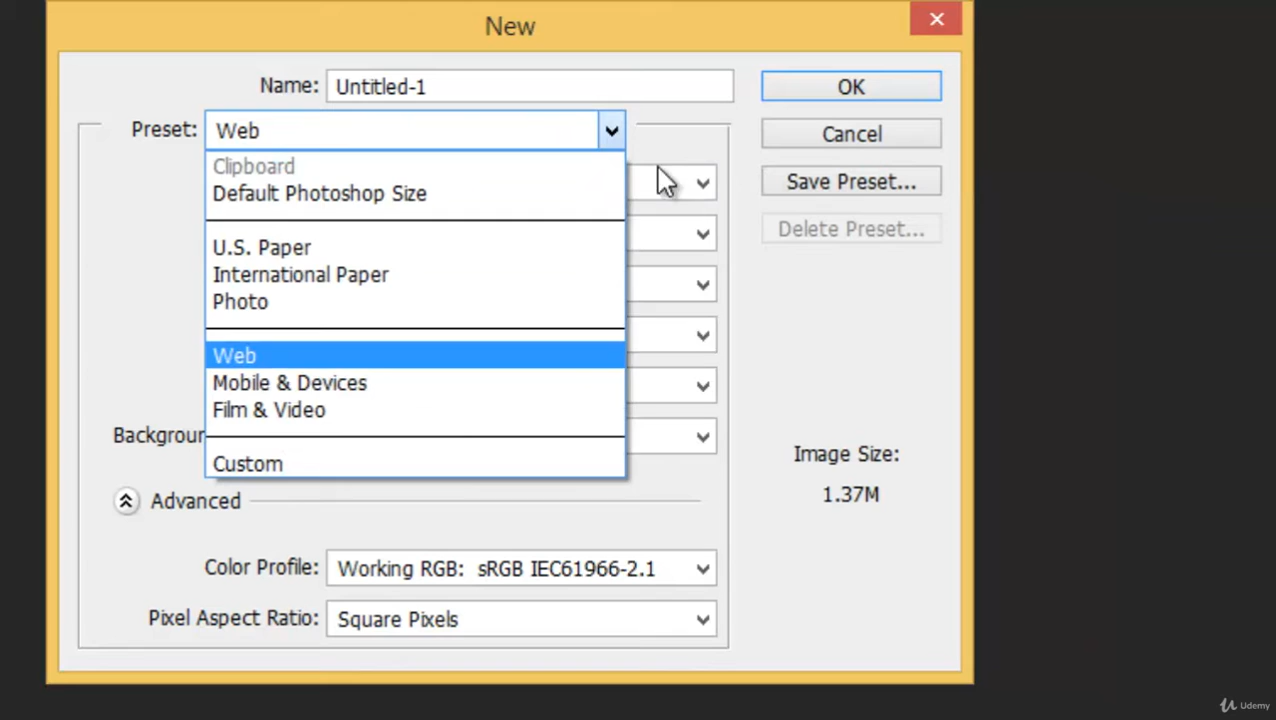 New
Name: Untitled-1
OK
Preset: Web
Cancel
Clipboard
Default Photoshop Size
Save Preset...
Delete Preset...
U.S. Paper
International Paper
Photo
Web
Mobile & Devices
Film & Video
Backgroun
Custom
Image Size:
1.37M
Advanced
Color Profile: Working RGB: sRGB IEC61966-2.1
Pixel Aspect Ratio: Square Pixels
Udemy